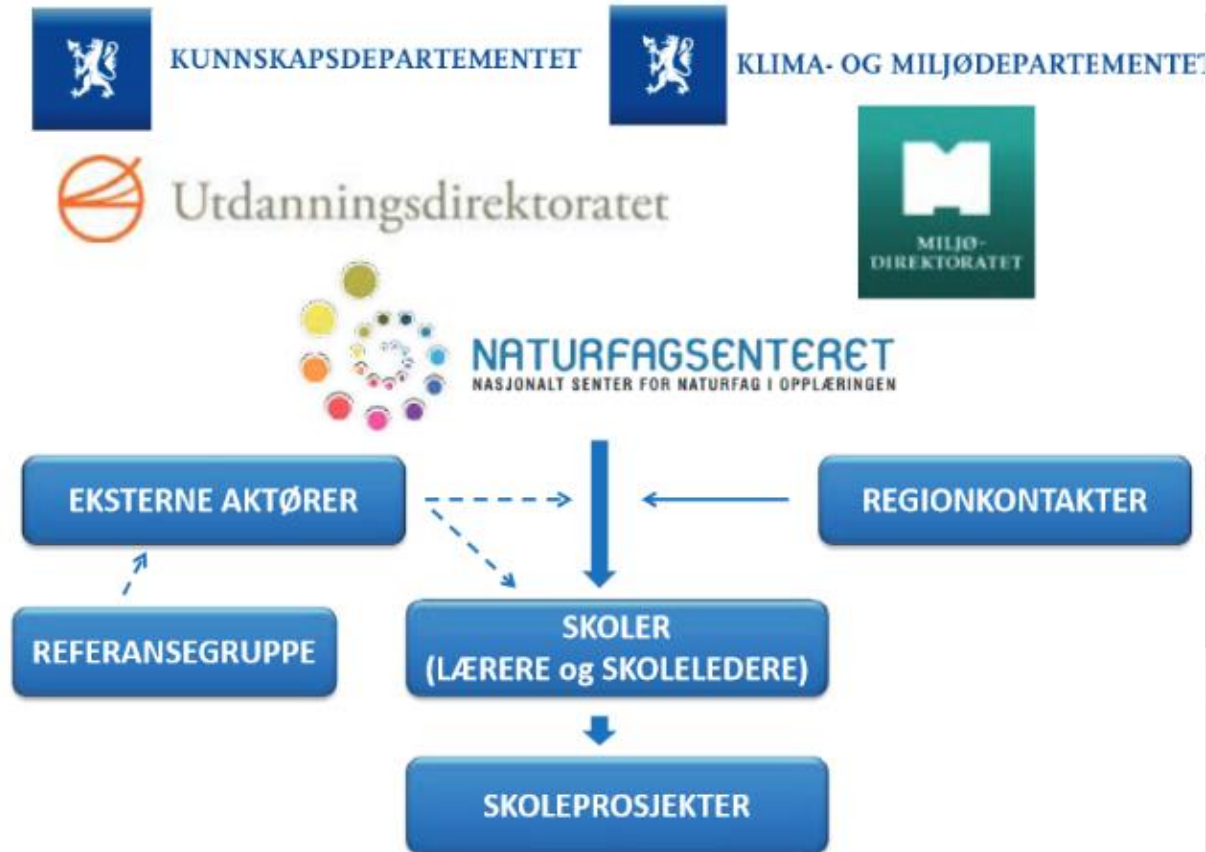 KUNNSKAPSDEPARTEMENTET
KLIMA- OG MILJØDEPARTEMENTET
Utdanningsdirektoratet
MILJØ-
DIREKTORATET
NATURFAGSENTERET
NASJONALT SENTER FOR NATURFAG I OPPLÆRINGEN
EKSTERNE AKTØRER
REGIONKONTAKTER
REFERANSEGRUPPE
SKOLER
(LÆRERE og SKOLELEDERE)
SKOLEPROSJEKTER